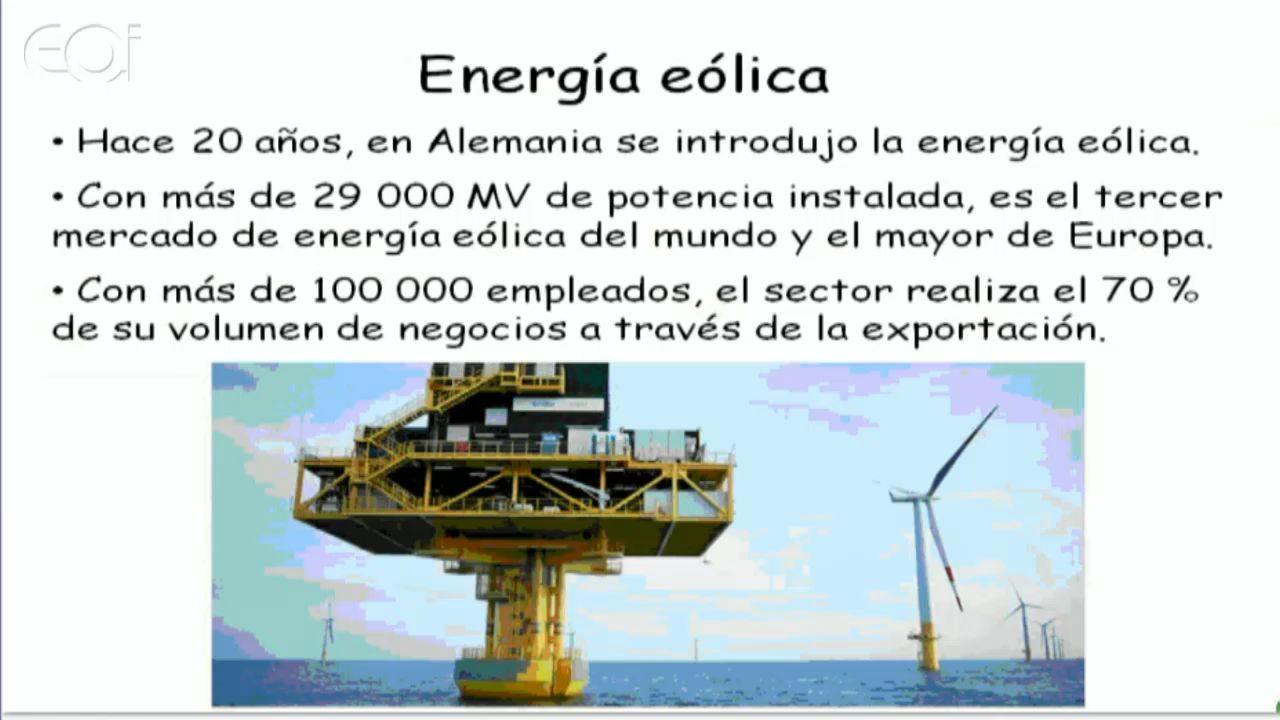 eoi
Energía eólica
• Hace 20 años, en Alemania se introdujo la energía eólica.
• Con más de 29 000 MV de potencia instalada, es el tercer
mercado de energía eólica del mundo y el mayor de Europa.
• Con más de 100 000 empleados, el sector realiza el 70 %
de su volumen de negocios a través de la exportación.